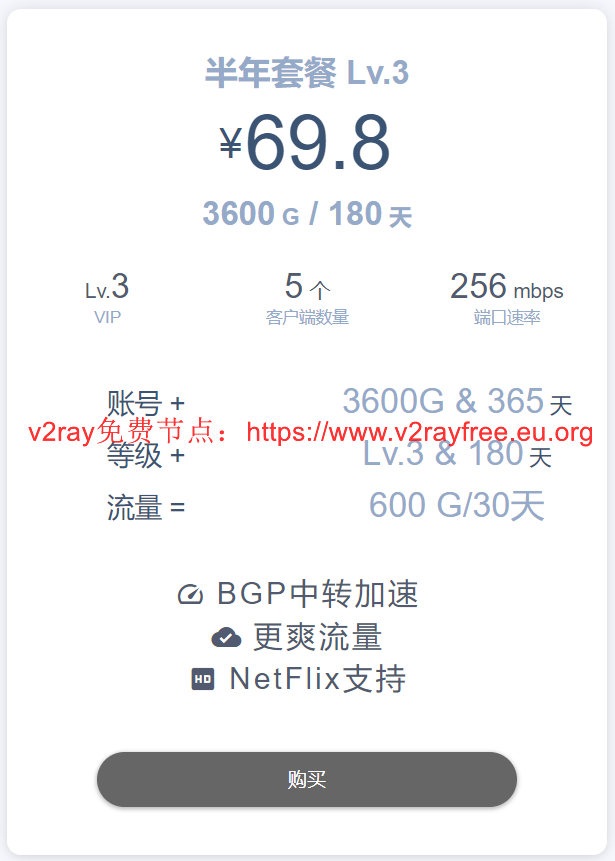 半年套餐 Lv.3
¥69.8
3600 G / 180 天
Lv.3 5 个 256 mbps
VIP 客户端数量 端口速率
账号 + 3600G & 365 天
v2ray免费节点：https://www.v2rayfree.eu.org
等级 + Lv.3 & 180 天
流量 = 600 G/30天
BGP中转加速
更爽流量
HD NetFlix支持
购买